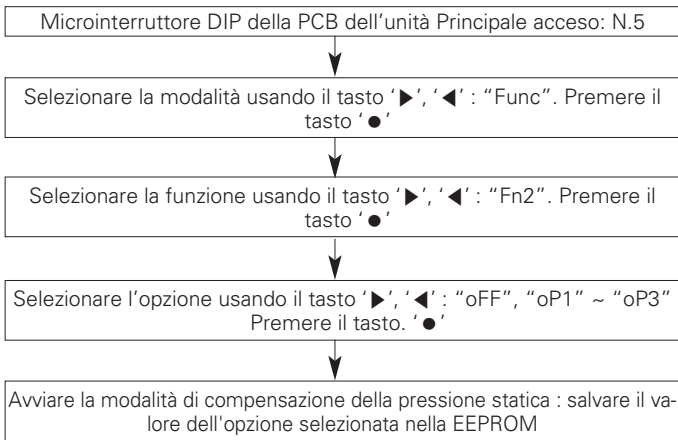 Microinterruttore DIP della PCB dell'unità Principale acceso: N.5
Selezionare la modalità usando il tasto ‘▶’, ‘◀’ : “Func”. Premere il
tasto ‘●’
Selezionare la funzione usando il tasto ‘▶’, ‘◀’ : “Fn2”. Premere il
tasto ‘●’
Selezionare l’opzione usando il tasto ‘▶’, ‘◀’ : “oFF”, “oP1” ~ “oP3”
Premere il tasto. ‘●’
Avviare la modalità di compensazione della pressione statica : salvare il va-
lore dell'opzione selezionata nella EEPROM